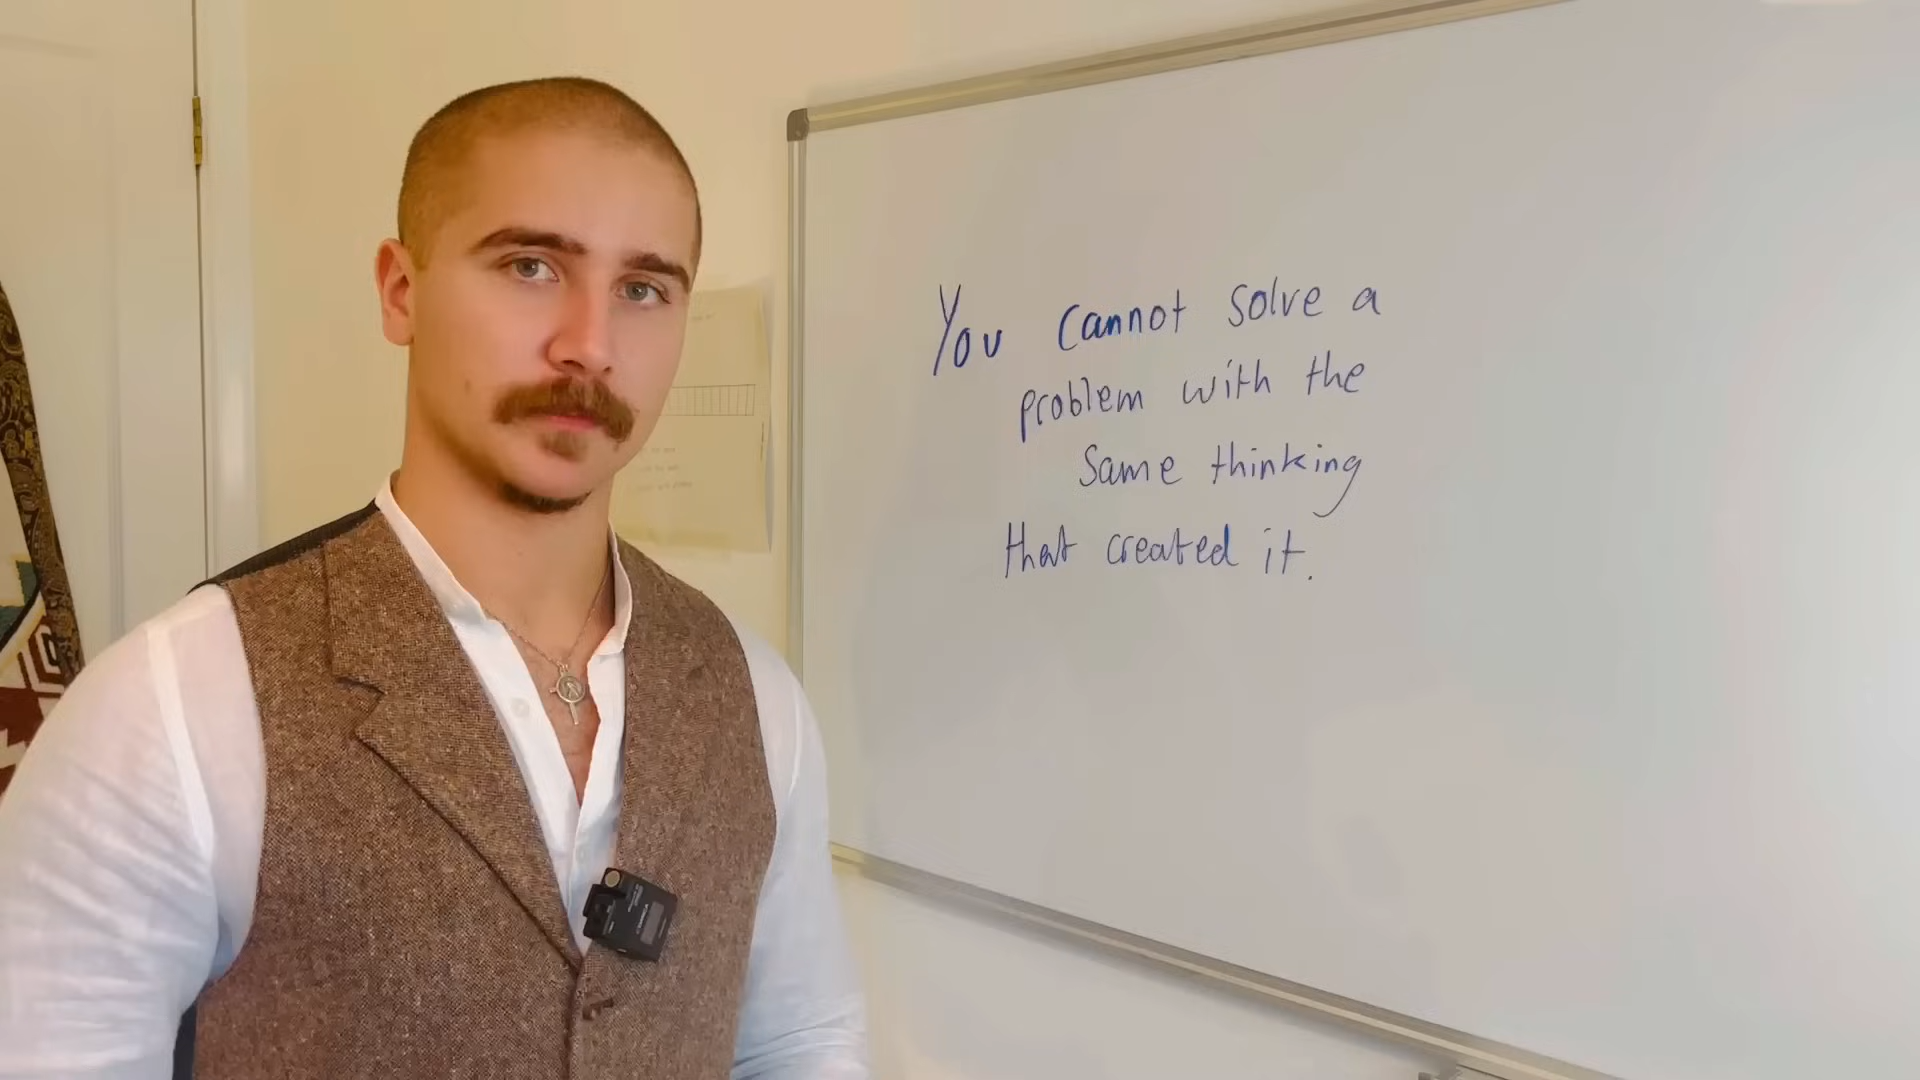 You cannot solve a
problem with the
Same thinking
that created it.